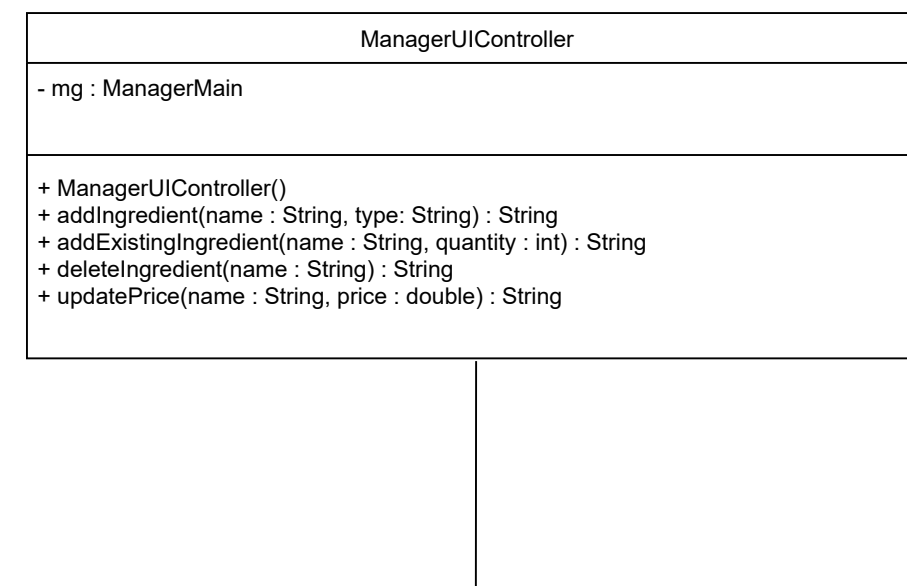 ManagerUIController
- mg : ManagerMain
+ ManagerUIController()
+ addIngredient(name : String, type: String) : String
+ addExistingIngredient(name : String, quantity : int) : String
+ deleteIngredient(name : String) : String
+ updatePrice(name : String, price : double) : String